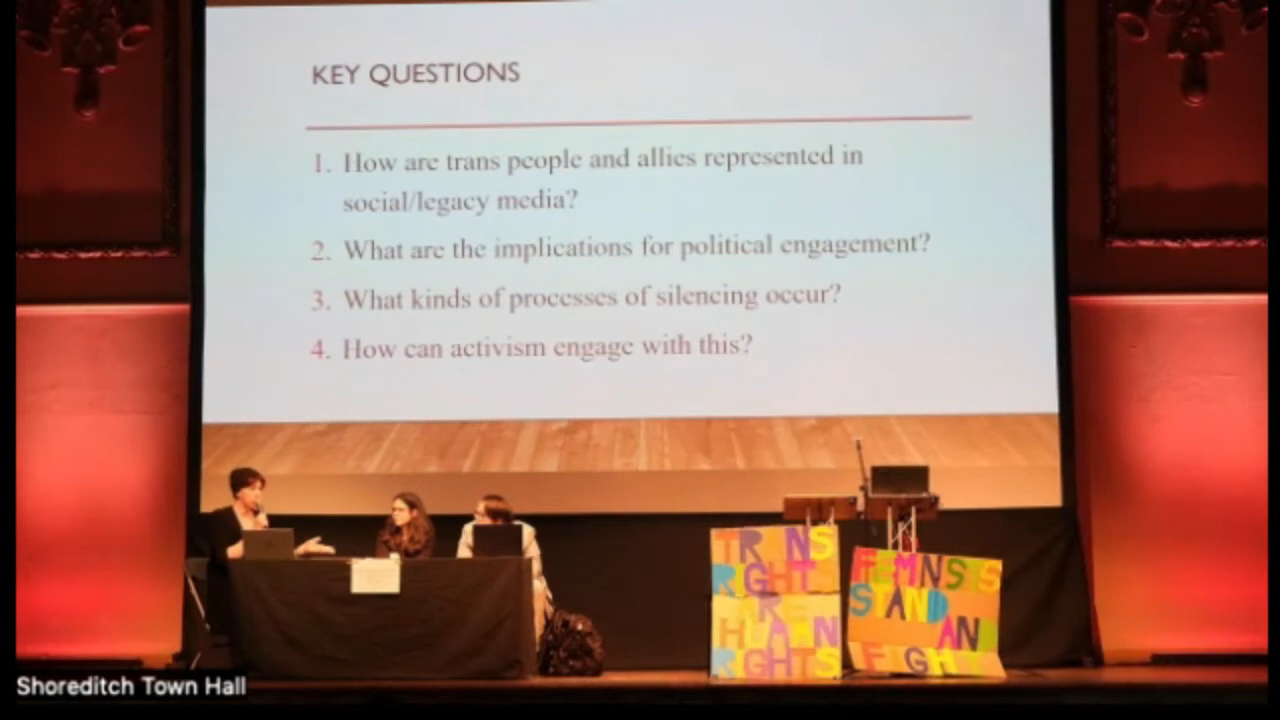 KEY QUESTIONS
1. How are trans people and allies represented in
social/legacy media?
2. What are the implications for political engagement?
3. What kinds of processes of silencing occur?
4. How can activism engage with this?
TRANS
RIGHTS
ARE
HUMAN
RIGHTS
FEMINSTS
STAND
AN
FIGHT
Shoreditch Town Hall